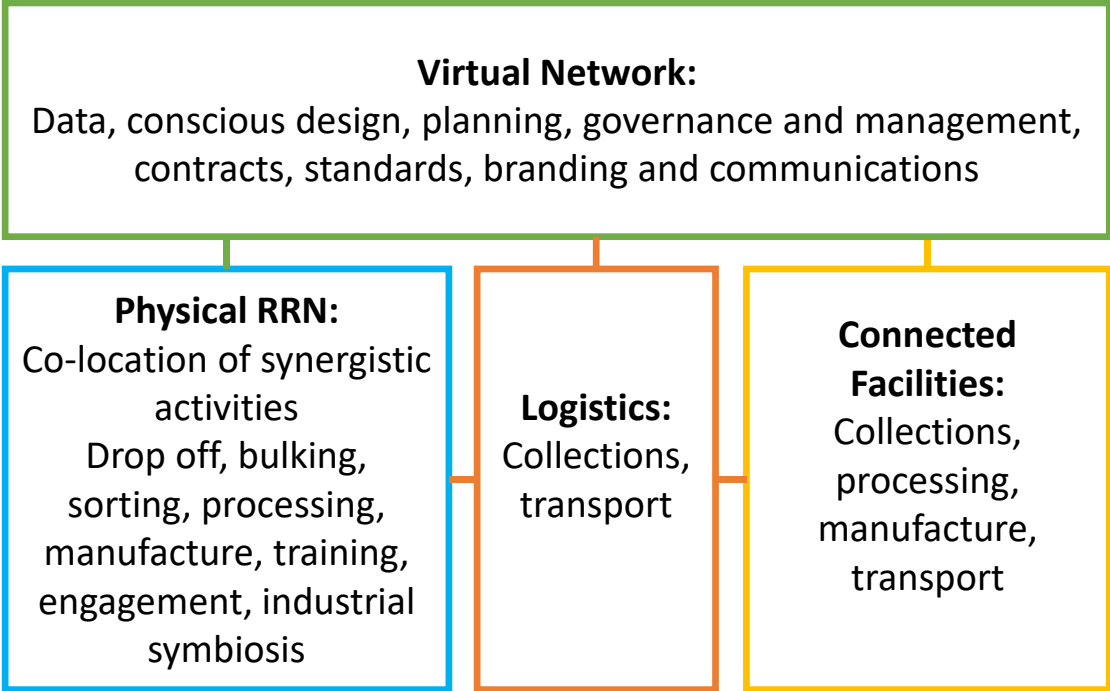 Virtual Network:
Data, conscious design, planning, governance and management,
contracts, standards, branding and communications
Physical RRN:
Co-location of synergistic
activities
Drop off, bulking,
sorting, processing,
manufacture, training,
engagement, industrial
symbiosis
Logistics:
Collections,
transport
Connected
Facilities:
Collections,
processing,
manufacture,
transport